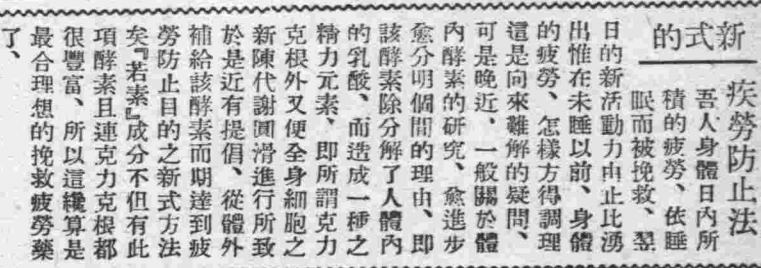 新式的
疾勞防止法
吾人身體日內所
積的疲勞、依睡
眠而被挽救、翌
日的新活動力由止比湧
出惟在未睡以前、身體
的疲勞、怎樣方得調理
這是向來難解的疑問、
可是晚近、一般關於體
內酵素的研究、愈進步
愈分明個間的理由、即
該酵素除分解了人體內
的乳酸、而造成一種之
精力元素、即所謂克力
克根外又便全身細胞之
新陳代謝圓滑進行所致
於是近有提倡、從體外
補給該酵素而期達到疲
勞防止目的之新式方法
矣『若素』成分不但有此
項酵素且連克力克根都
很豐富、所以這纔算是
最合理想的挽救疲勞藥
了、